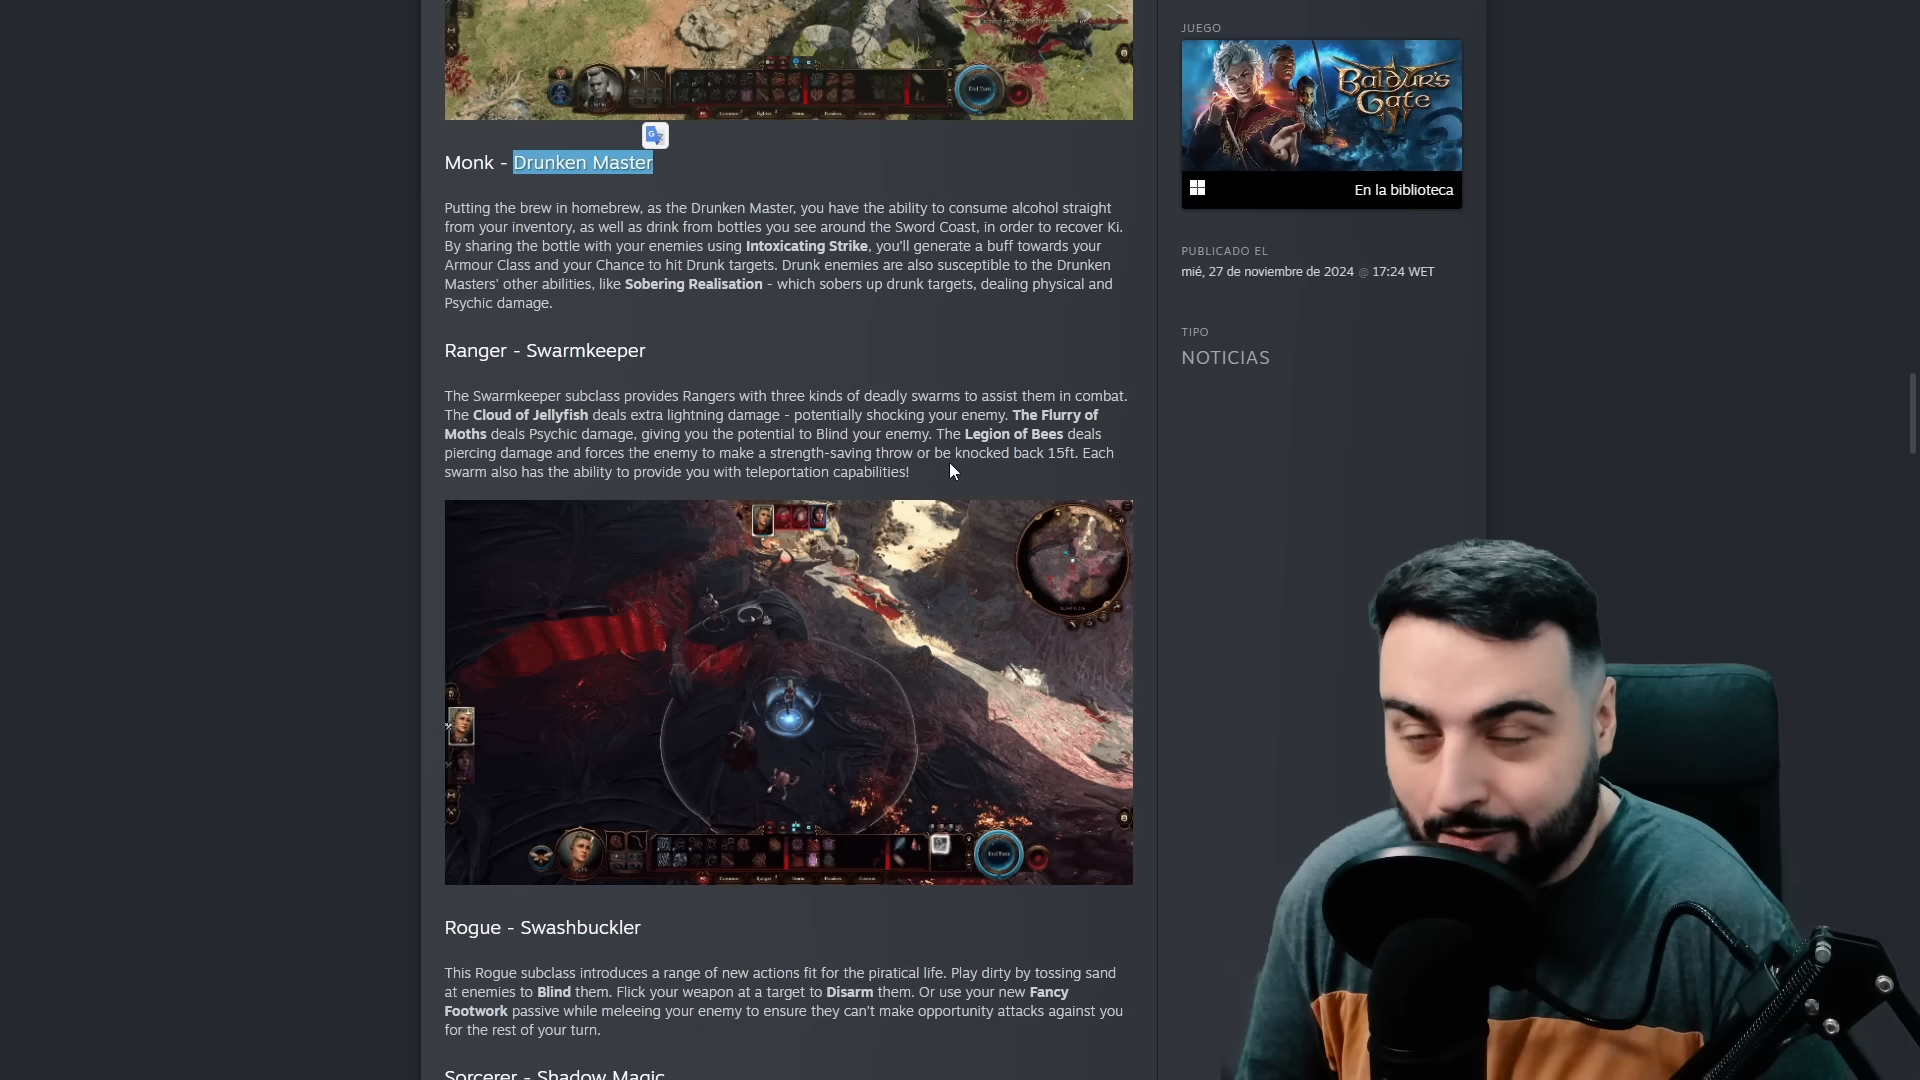 Monk - Drunken Master
Putting the brew in homebrew, as the Drunken Master, you have the ability to consume alcohol straight
from your inventory, as well as drink from bottles you see around the Sword Coast, in order to recover Ki.
By sharing the bottle with your enemies using Intoxicating Strike, you'll generate a buff towards your
Armour Class and your Chance to hit Drunk targets. Drunk enemies are also susceptible to the Drunken
Masters' other abilities, like Sobering Realisation - which sobers up drunk targets, dealing physical and
Psychic damage.
Ranger - Swarmkeeper
The Swarmkeeper subclass provides Rangers with three kinds of deadly swarms to assist them in combat.
The Cloud of Jellyfish deals extra lightning damage - potentially shocking your enemy. The Flurry of
Moths deals Psychic damage, giving you the potential to Blind your enemy. The Legion of Bees deals
piercing damage and forces the enemy to make a strength-saving throw or be knocked back 15ft. Each
swarm also has the ability to provide you with teleportation capabilities!
Rogue - Swashbuckler
This Rogue subclass introduces a range of new actions fit for the piratical life. Play dirty by tossing sand
at enemies to Blind them. Flick your weapon at a target to Disarm them. Or use your new Fancy
Footwork passive while meleeing your enemy to ensure they can't make opportunity attacks against you
for the rest of your turn.
Sorcerer - Shadow Magic
JUEGO
Baldur's
Gate
III
En la biblioteca
PUBLICADO EL
mié, 27 de noviembre de 2024 @ 17:24 WET
TIPO
NOTICIAS